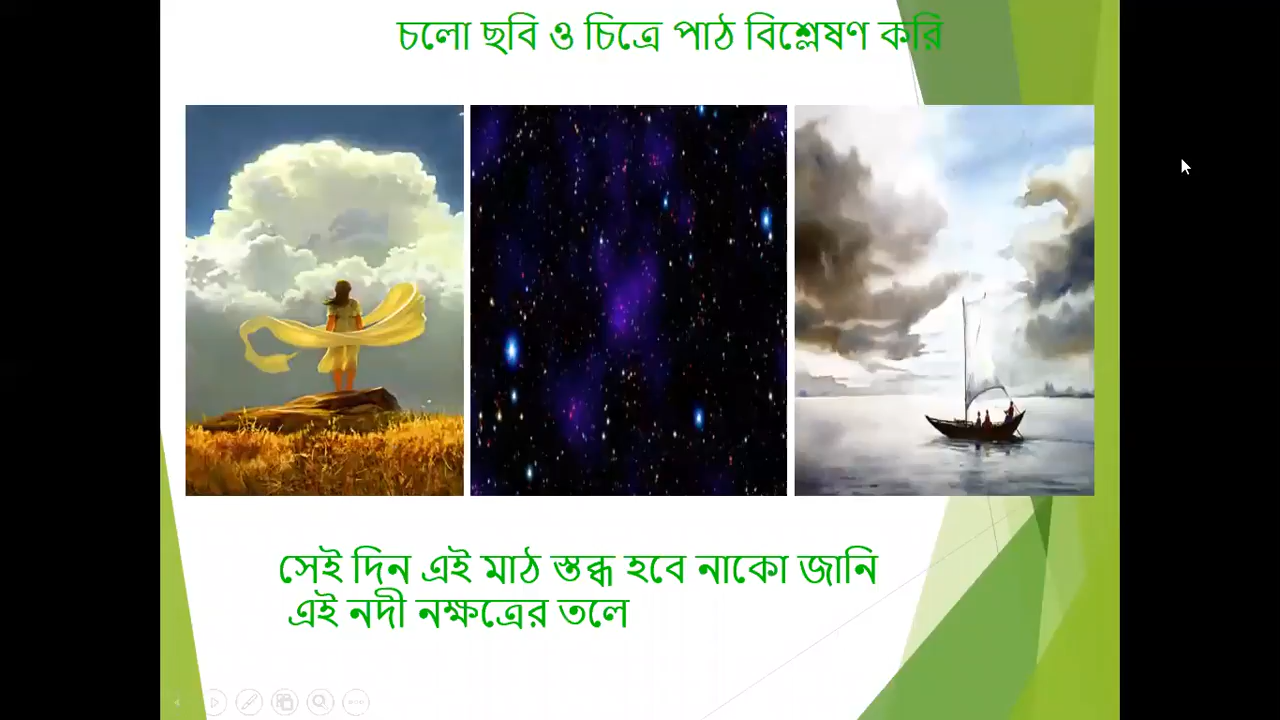 চলো ছবি ও চিত্রে পাঠ বিশ্লেষণ করি
সেই দিন এই মাঠ স্তব্ধ হবে নাকো জানি
এই নদী নক্ষত্রের তলে